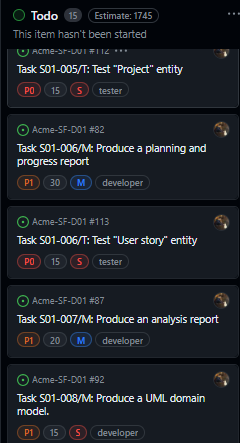 Todo 15 Estimate: 1745 ...
This item hasn't been started
Acme-SF-D01 #112 ...
Task S01-005/T: Test "Project" entity
P0 15 S tester
Acme-SF-D01 #82
Task S01-006/M: Produce a planning and
progress report
P1 30 M developer
Acme-SF-D01 #113
Task S01-006/T: Test "User story" entity
P0 15 S tester
Acme-SF-D01 #87
Task S01-007/M: Produce an analysis report
P1 20 M developer
Acme-SF-D01 #92
Task S01-008/M: Produce a UML domain
model.
P1 15 S developer